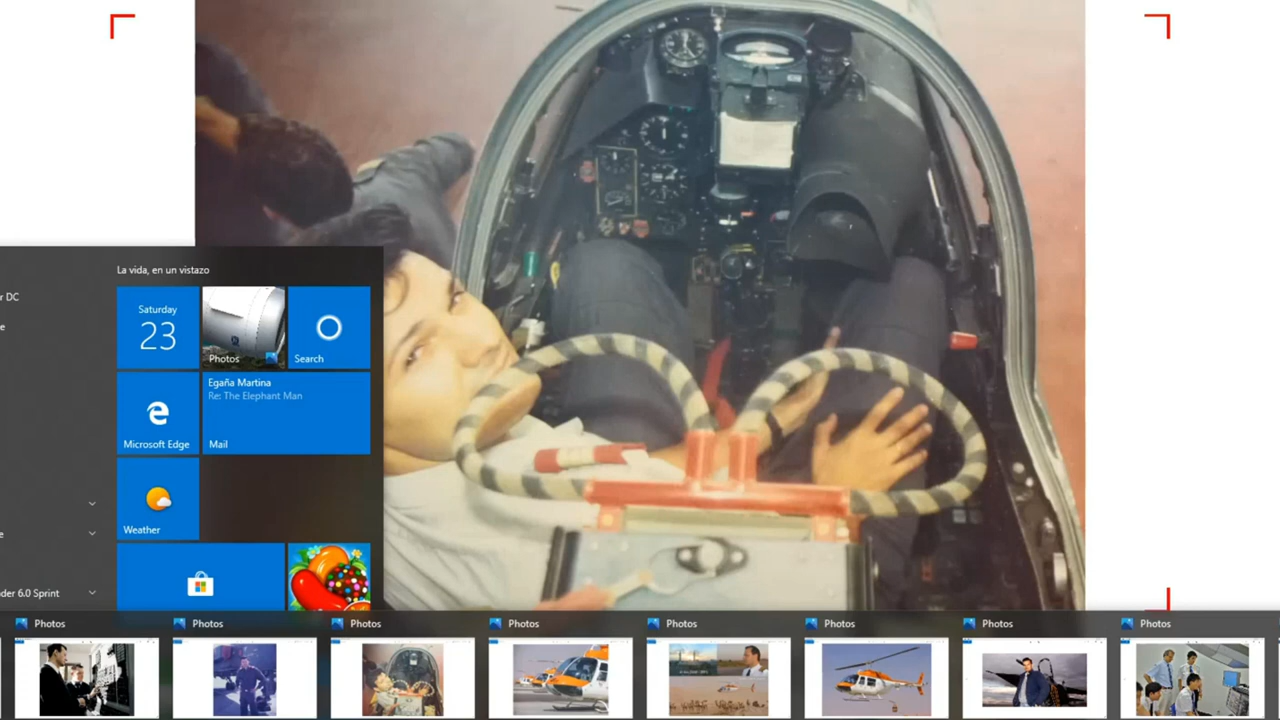 La vida, en un vistazo
r DC
Saturday
23
Photos
Search
e
Egaña Martina
Re: The Elephant Man
Microsoft Edge
Mail
Weather
e
der 6.0 Sprint
Photos
Photos
Photos
Photos
Photos
Photos
Photos
Photos